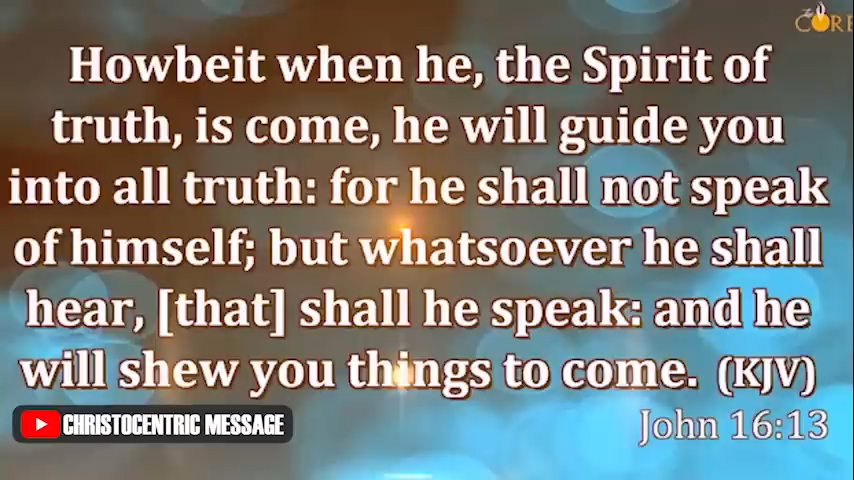 The
CORE
Howbeit when he, the Spirit of
truth, is come, he will guide you
into all truth: for he shall not speak
of himself; but whatsoever he shall
hear, [that] shall he speak: and he
will shew you things to come. (KJV)
CHRISTOCENTRIC MESSAGE
John 16:13